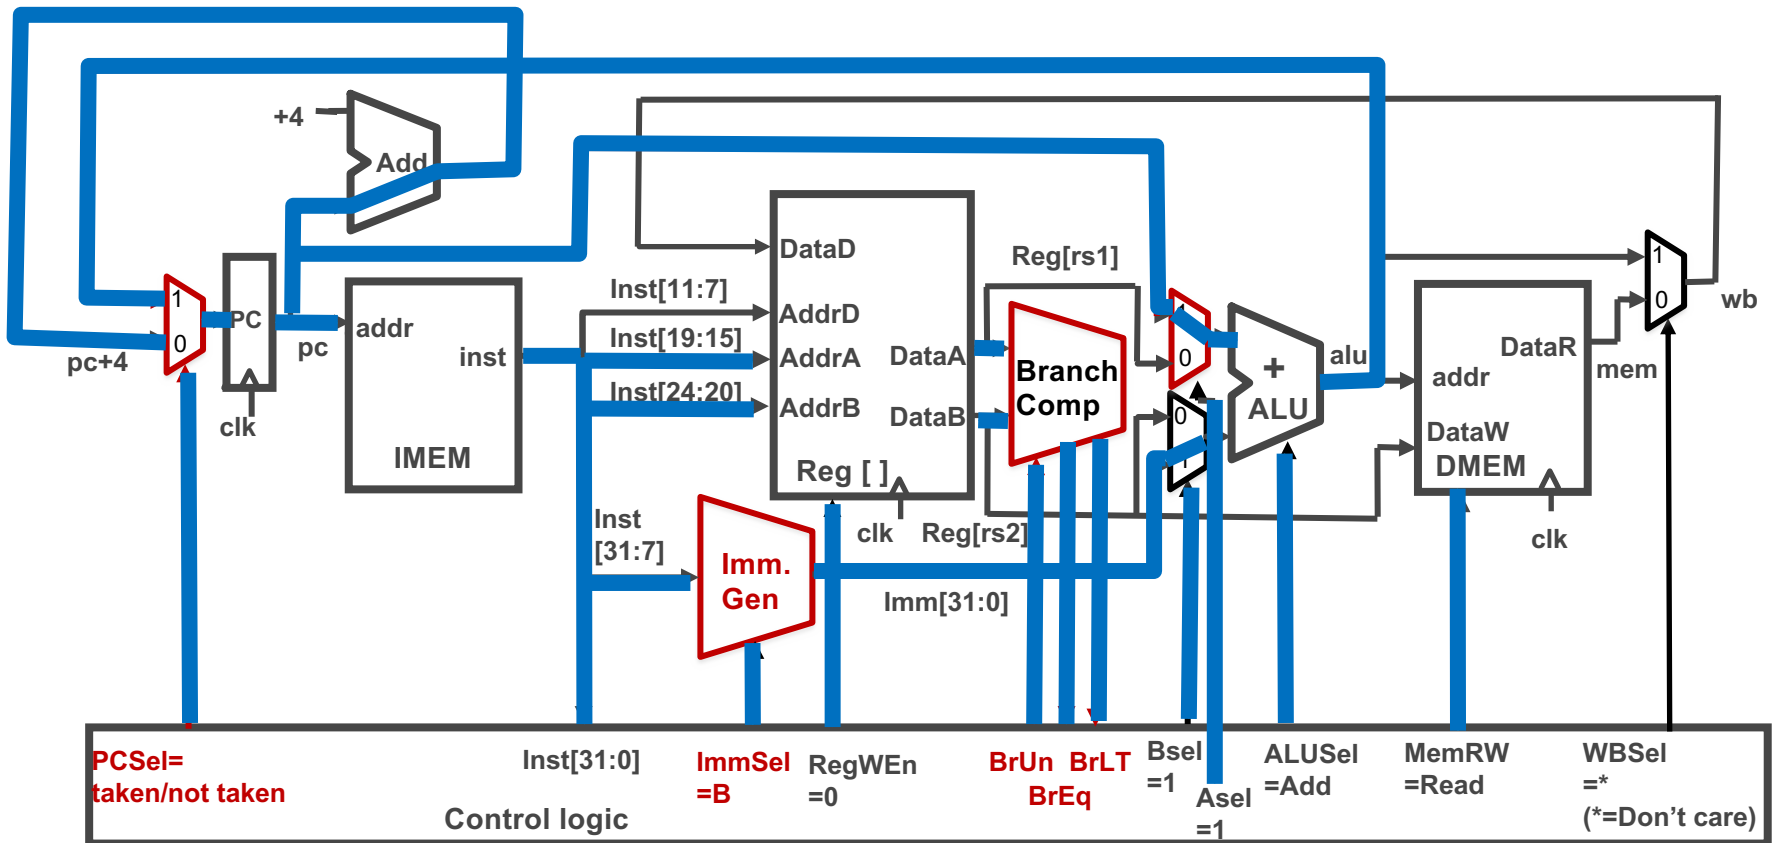 +4
Add
DataD
Reg[rs1]
1
1
Inst[11:7]
0
wb
AddrD
1
PC
addr
Inst[19:15]
+
DataR
0
pc
inst
AddrA
DataA
0
alu
mem
pc+4
Branch
Comp
addr
Inst[24:20]
AddrB
DataB
0
ALU
clk
DataW
IMEM
Reg [ ]
1
DMEM
Inst
[31:7]
clk
Reg[rs2]
clk
Imm.
Gen
Imm[31:0]
PCSel=
taken/not taken
Inst[31:0]
ImmSel
=B
RegWEn
=0
BrUn
BrLT
BrEq
Bsel
=1
Asel
=1
ALUSel
=Add
MemRW
=Read
WBSel
=*
(*=Don't care)
Control logic